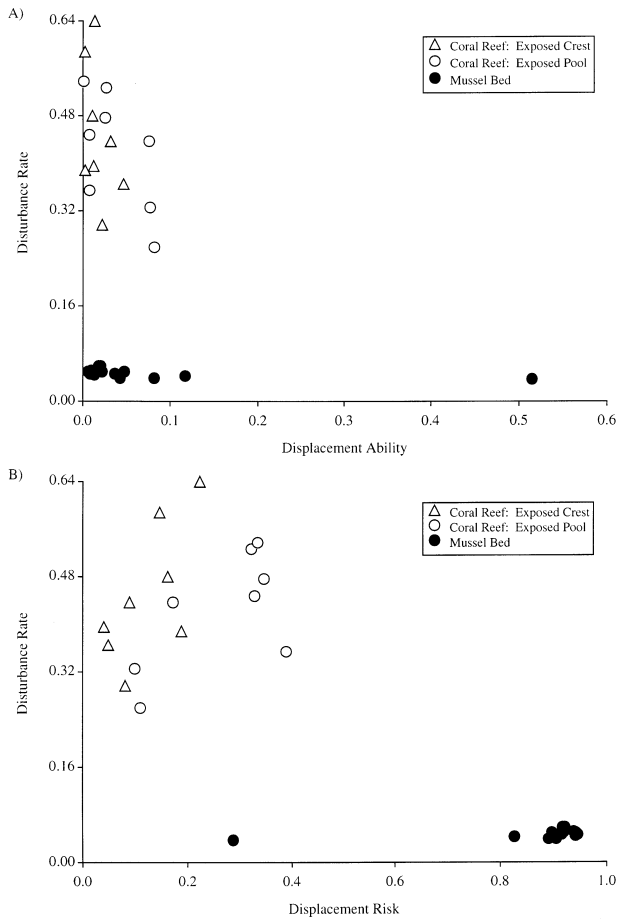 A)
0.64
0.48
0.32
0.16
0.00
Disturbance Rate
Coral Reef: Exposed Crest
Coral Reef: Exposed Pool
Mussel Bed
0.0 0.1 0.2 0.3 0.4 0.5 0.6
Displacement Ability
B)
0.64
0.48
0.32
0.16
0.00
Disturbance Rate
Coral Reef: Exposed Crest
Coral Reef: Exposed Pool
Mussel Bed
0.0 0.2 0.4 0.6 0.8 1.0
Displacement Risk